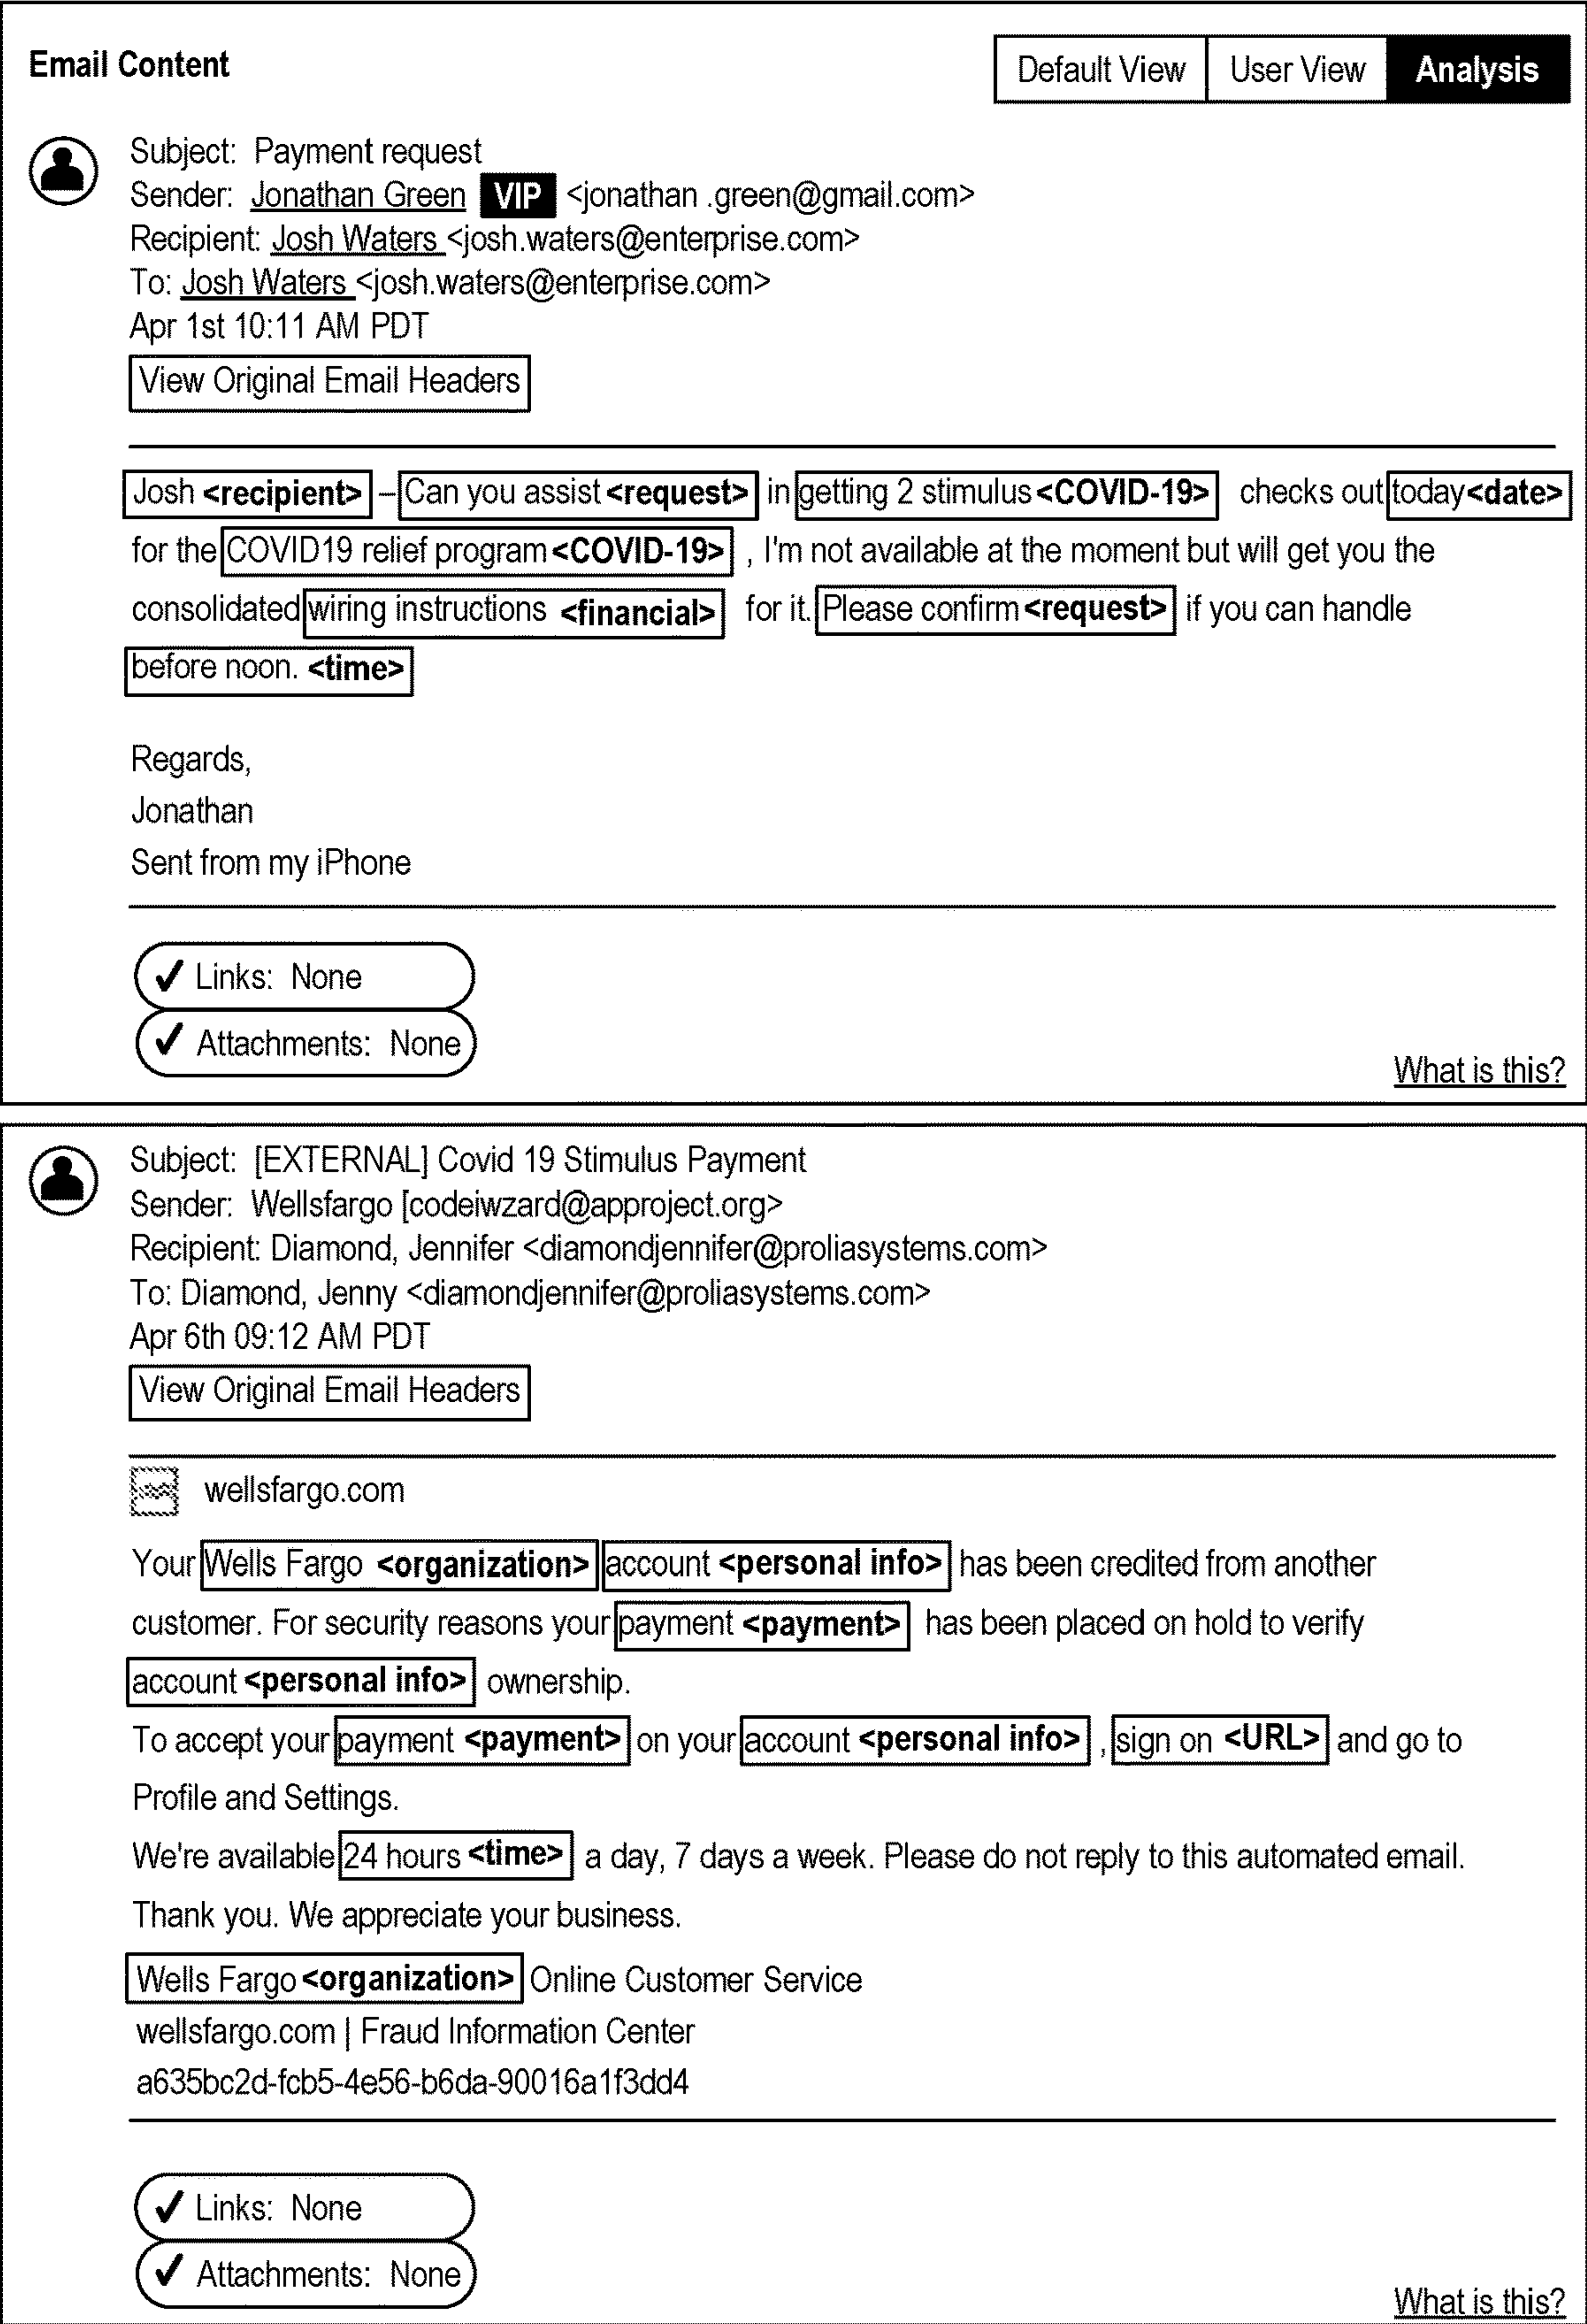 Email Content
Default View User View Analysis
Subject: Payment request
Sender: Jonathan Green VIP <jonathan .green@gmail.com>
Recipient: Josh Waters <josh.waters@enterprise.com>
To: Josh Waters <josh.waters@enterprise.com>
Apr 1st 10:11 AM PDT
View Original Email Headers
Josh <recipient> – Can you assist <request> in getting 2 stimulus <COVID-19> checks out today <date>
for the COVID19 relief program <COVID-19> , I'm not available at the moment but will get you the
consolidated wiring instructions <financial> for it. Please confirm <request> if you can handle
before noon. <time>
Regards,
Jonathan
Sent from my iPhone
✓ Links: None
✓ Attachments: None
What is this?
Subject: [EXTERNAL] Covid 19 Stimulus Payment
Sender: Wellsfargo [codeiwzard@approject.org>
Recipient: Diamond, Jennifer <diamondjennifer@proliasystems.com>
To: Diamond, Jenny <diamondjennifer@proliasystems.com>
Apr 6th 09:12 AM PDT
View Original Email Headers
wellsfargo.com
Your Wells Fargo <organization> account <personal info> has been credited from another
customer. For security reasons your payment <payment> has been placed on hold to verify
account <personal info> ownership.
To accept your payment <payment> on your account <personal info> , sign on <URL> and go to
Profile and Settings.
We're available 24 hours <time> a day, 7 days a week. Please do not reply to this automated email.
Thank you. We appreciate your business.
Wells Fargo <organization> Online Customer Service
wellsfargo.com | Fraud Information Center
a635bc2d-fcb5-4e56-b6da-90016a1f3dd4
✓ Links: None
✓ Attachments: None
What is this?